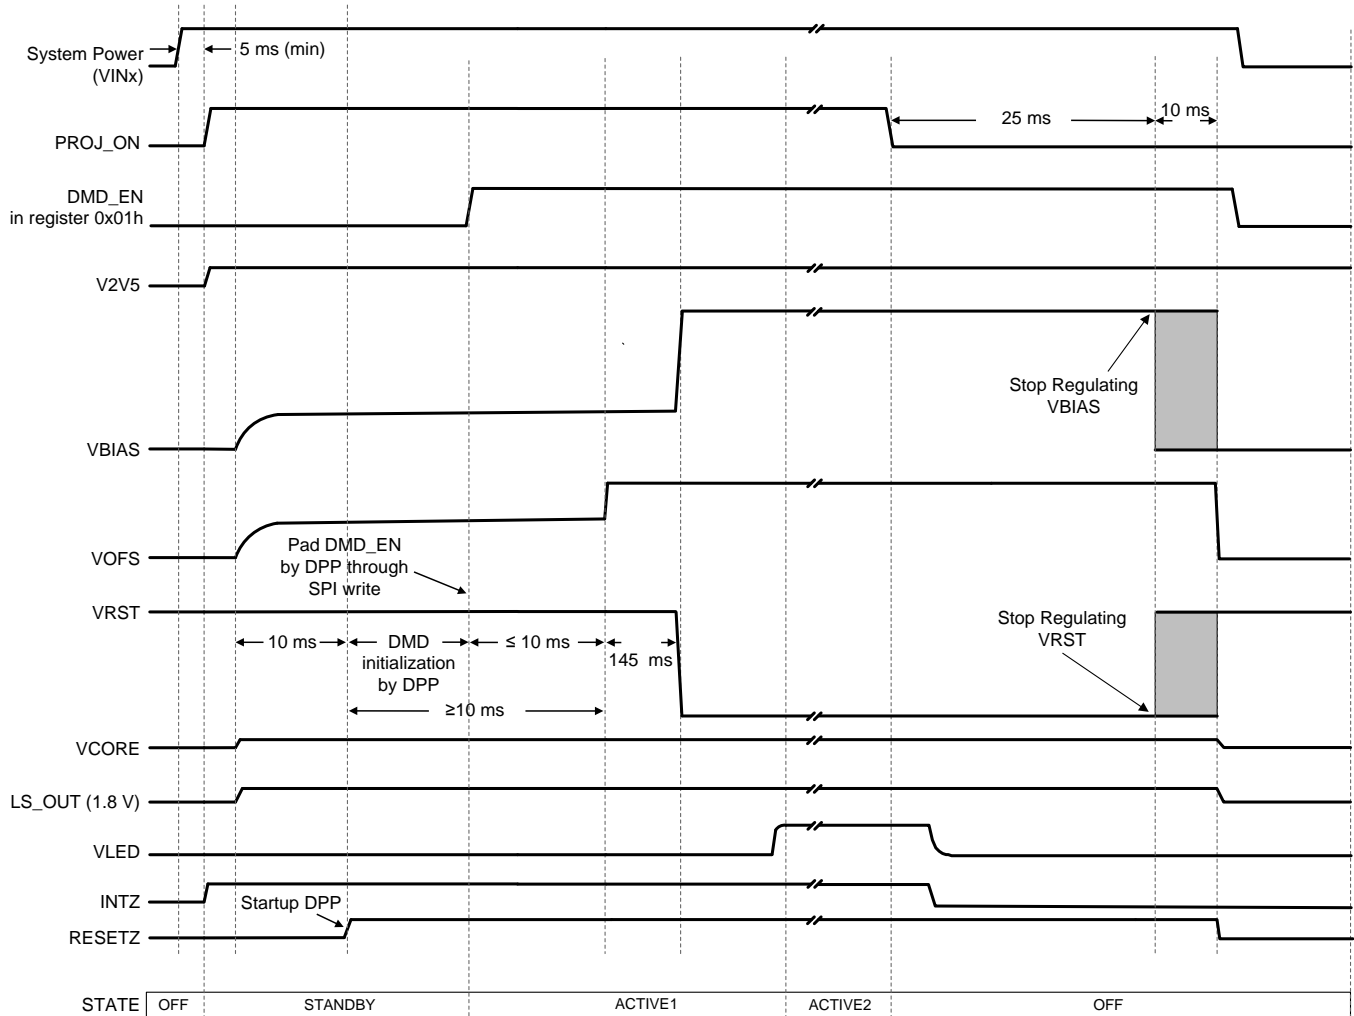 System Power
(VINx)
5 ms (min)
PROJ_ON
25 ms
10 ms
DMD_EN
in register 0x01h
V2V5
Stop Regulating
VBIAS
VBIAS
VOFS
Pad DMD_EN
by DPP through
SPI write
VRST
Stop Regulating
VRST
10 ms
DMD
initialization
by DPP
≤ 10 ms
145 ms
≥10 ms
VCORE
LS_OUT (1.8 V)
VLED
INTZ
Startup DPP
RESETZ
STATE OFF STANDBY ACTIVE1 ACTIVE2 OFF